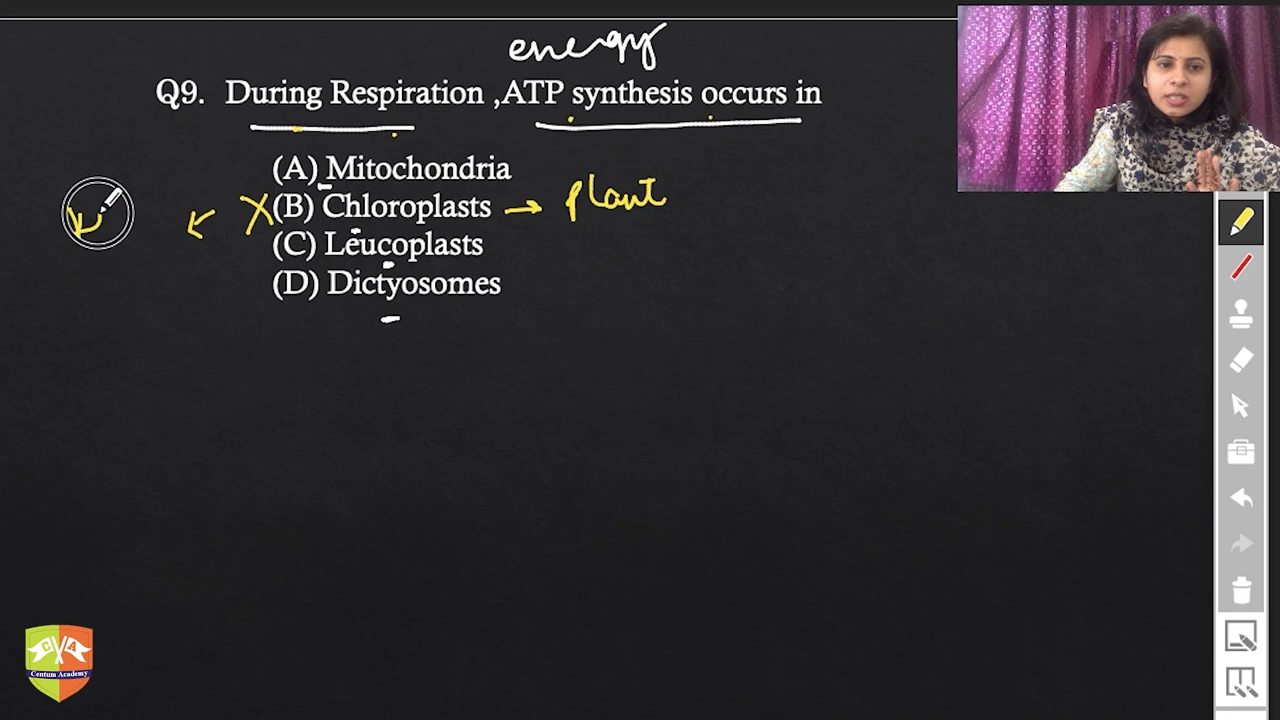 energy
Q9. During Respiration ,ATP synthesis occurs in
(A) Mitochondria
X(B) Chloroplasts → plant
(C) Leucoplasts
(D) Dictyosomes
C A
Centum Academy